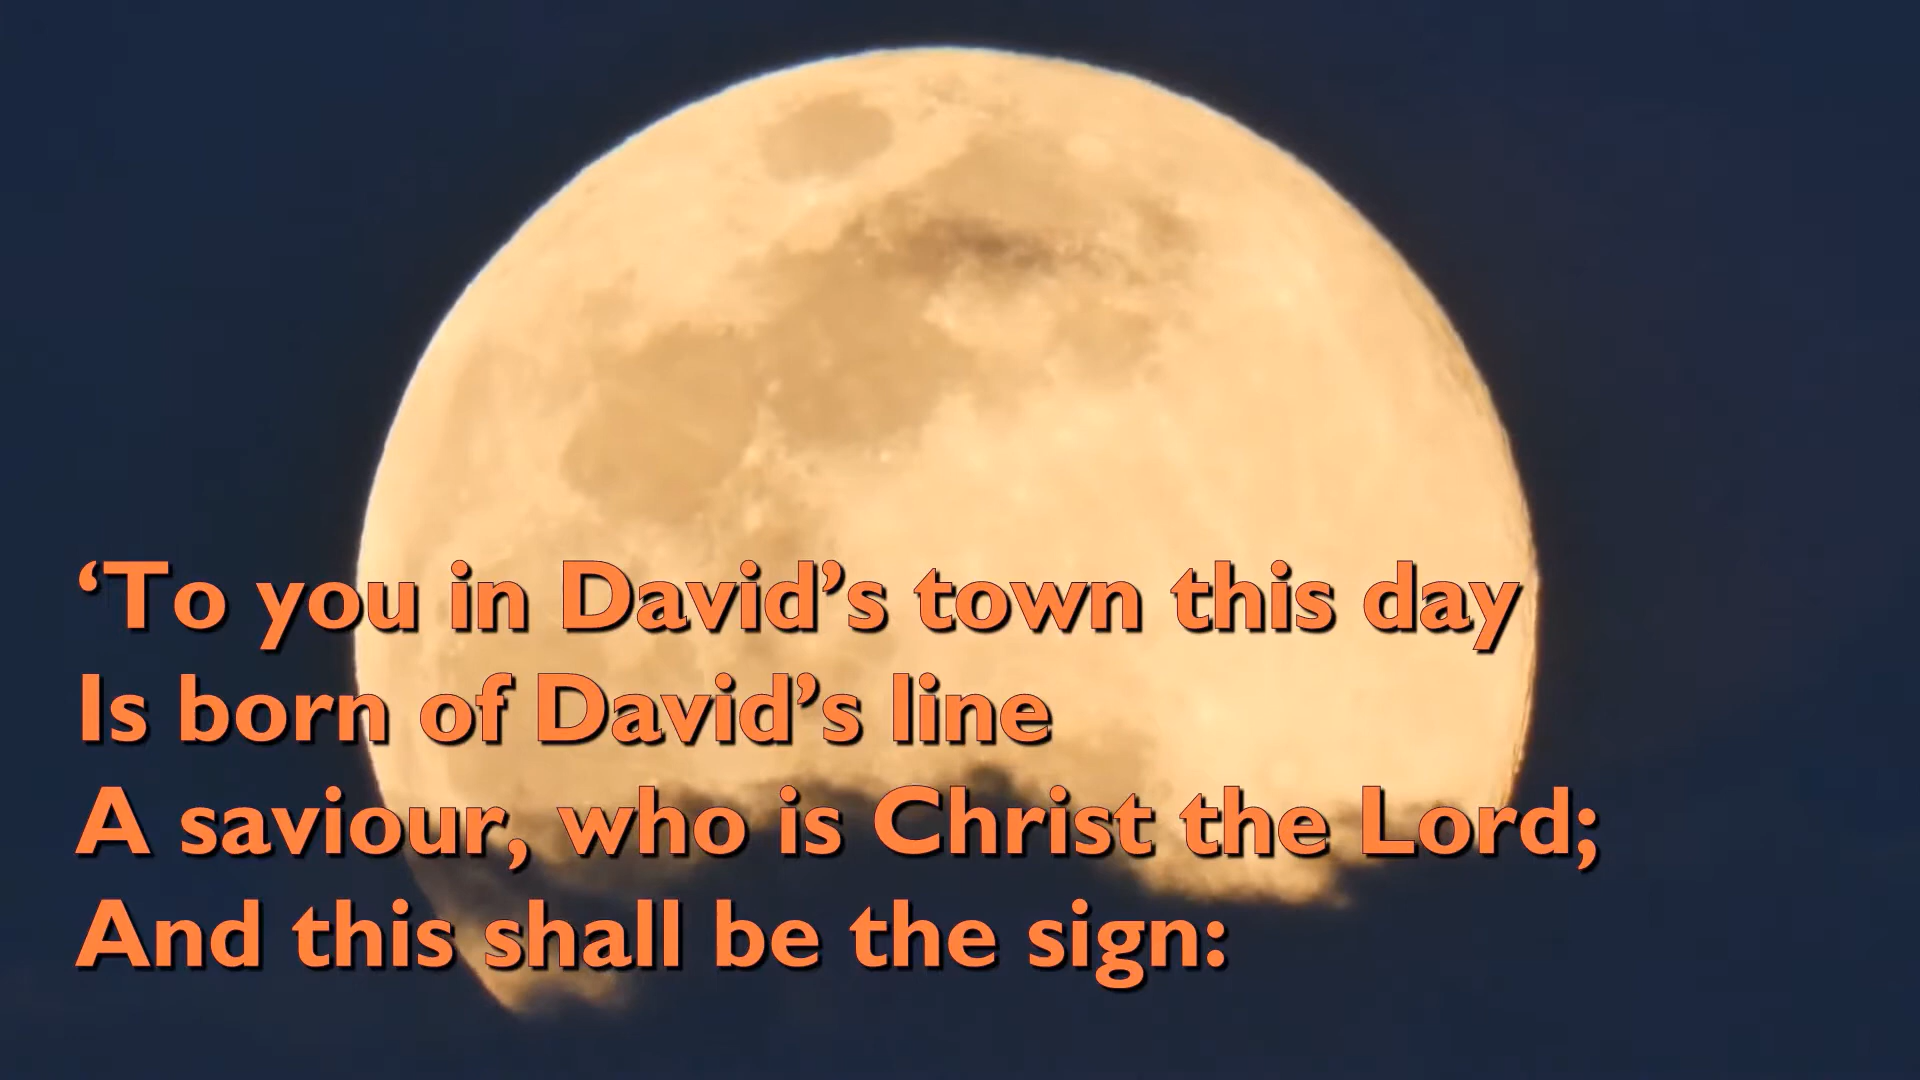 ‘To you in David’s town this day
Is born of David’s line
A saviour, who is Christ the Lord;
And this shall be the sign: